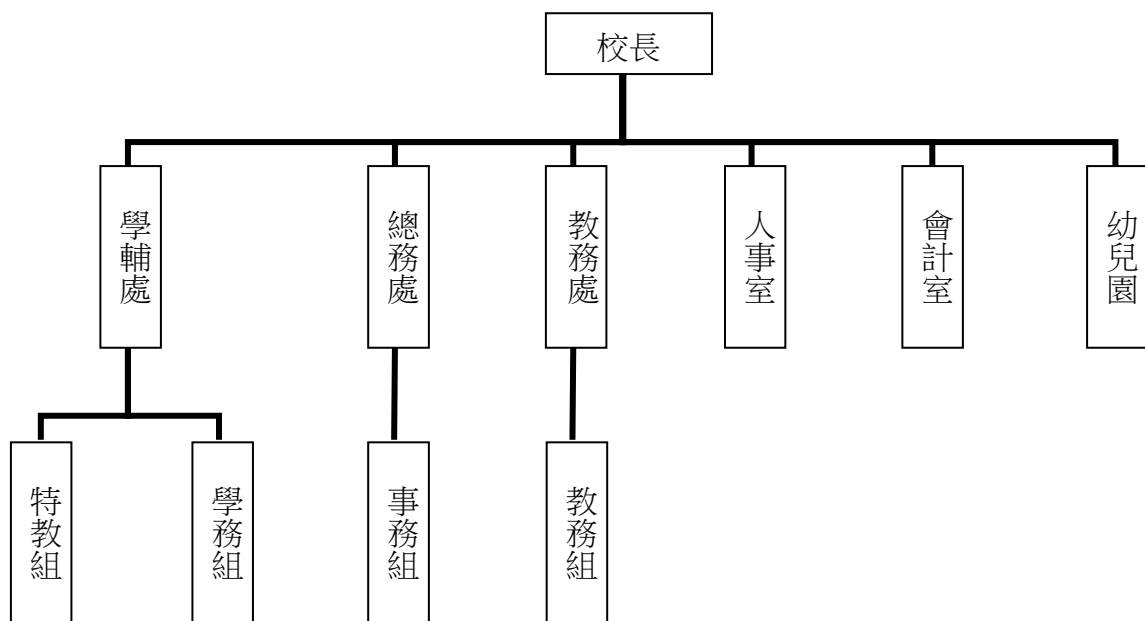 校長
學輔處
總務處
教務處
人事室
會計室
幼兒園
特教組
學務組
事務組
教務組